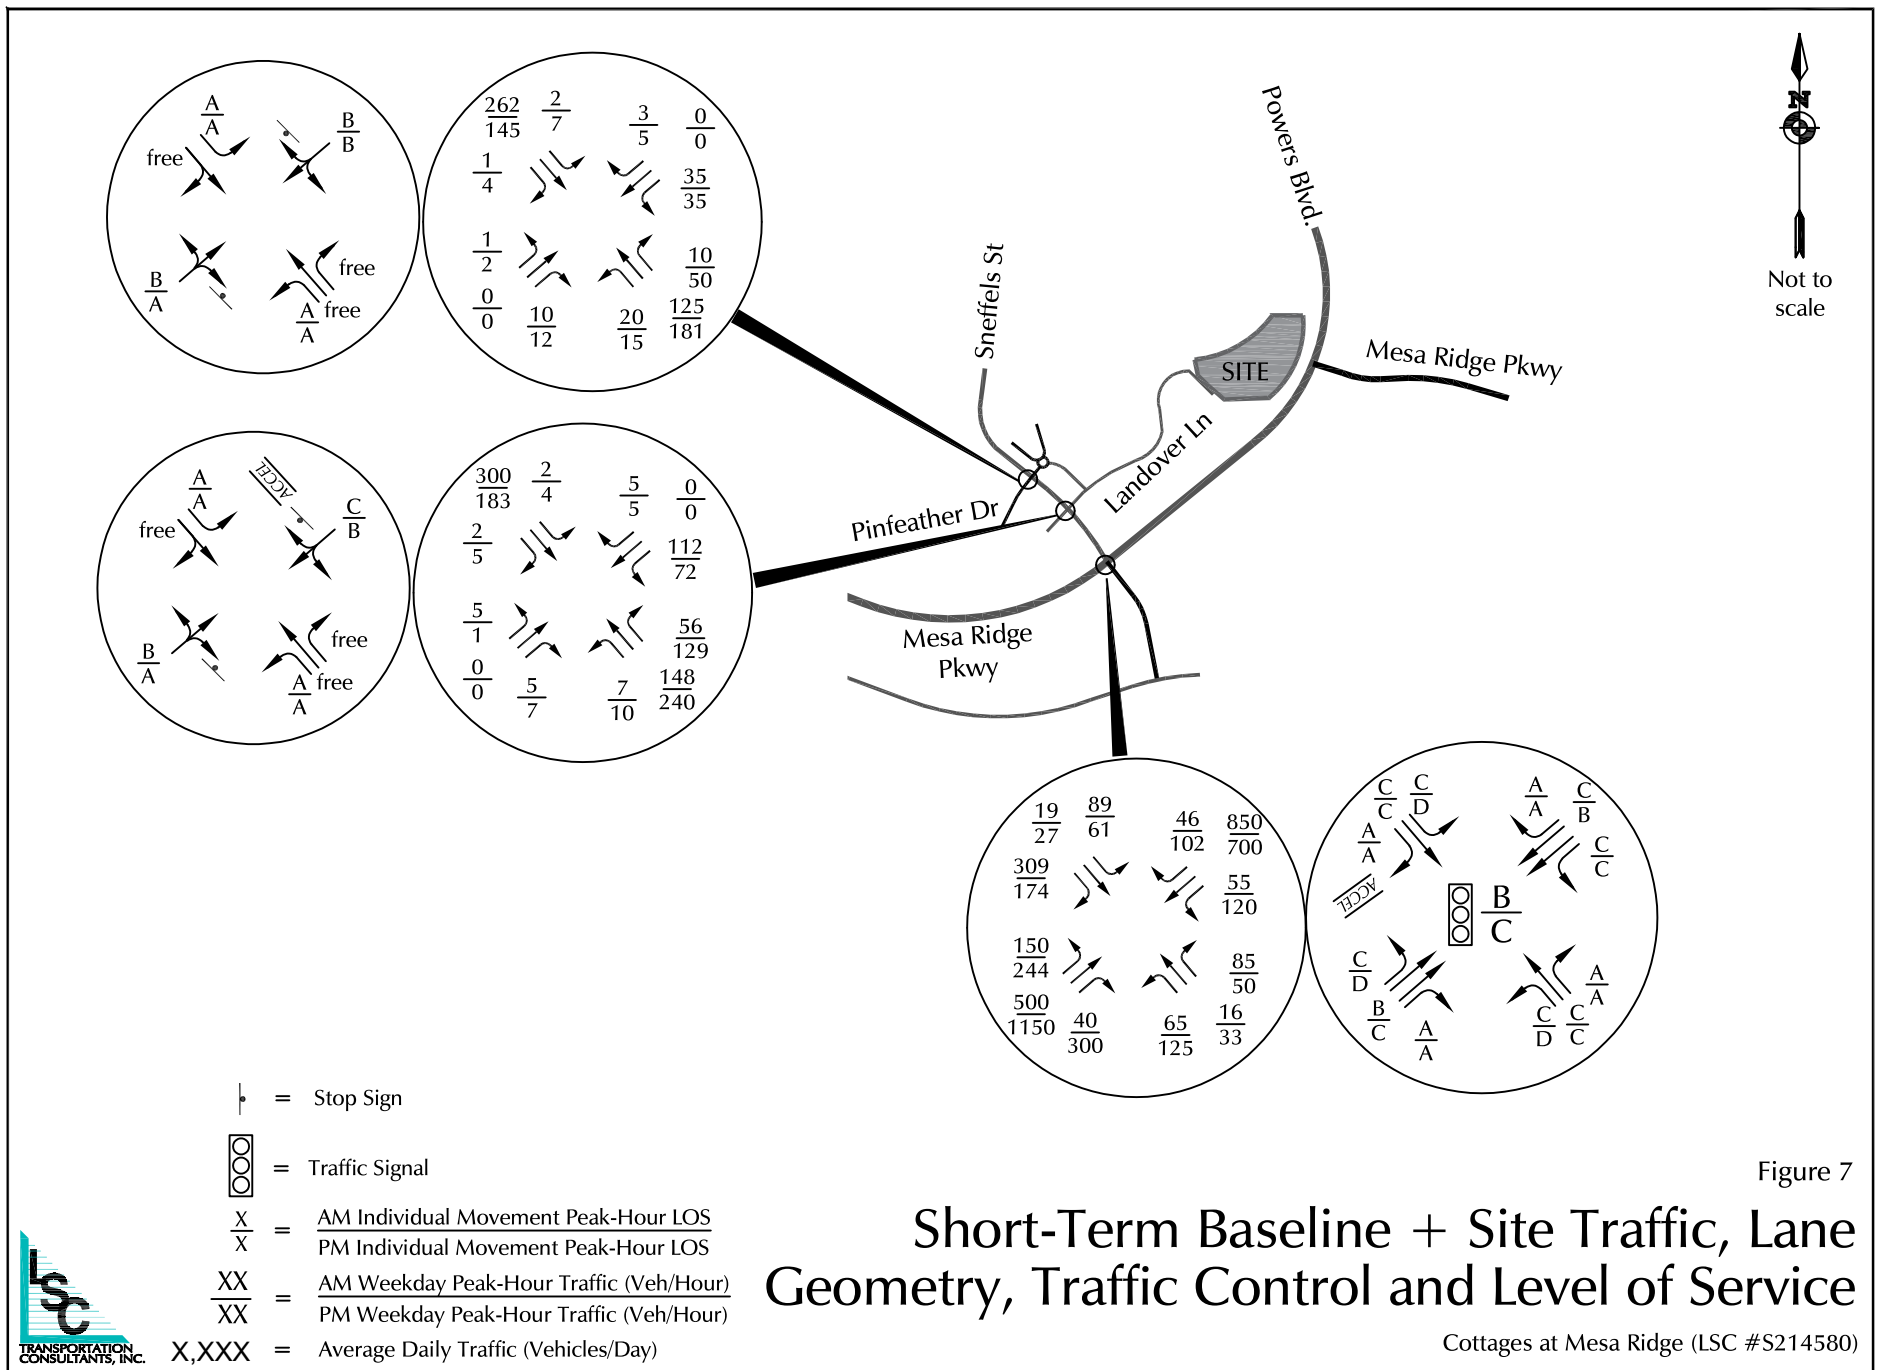 A
A
free
B
B
B
A
free
A
A
free
262
145
2
7
3
5
0
0
1
4
35
35
1
2
10
50
0
0
10
12
20
15
125
181
A
A
ACCEL
free
C
B
B
A
free
A
A
free
300
183
2
4
5
5
0
0
2
5
112
72
5
1
56
129
0
0
5
7
7
10
148
240
Powers Blvd.
Sneffels St
SITE
Mesa Ridge Pkwy
Landover Ln
Pinfeather Dr
Mesa Ridge
Pkwy
N
Not to
scale
19
27
89
61
46
102
850
700
309
174
55
120
150
244
85
50
500
1150
40
300
65
125
16
33
C
C
C
D
A
A
C
B
A
A
C
C
ACCEL
B
C
C
D
B
C
A
A
A
A
C
D
C
C
= Stop Sign
= Traffic Signal
X
X
= AM Individual Movement Peak-Hour LOS
PM Individual Movement Peak-Hour LOS
XX
XX
= AM Weekday Peak-Hour Traffic (Veh/Hour)
PM Weekday Peak-Hour Traffic (Veh/Hour)
X,XXX = Average Daily Traffic (Vehicles/Day)
LSC
TRANSPORTATION
CONSULTANTS, INC.
Figure 7
Short-Term Baseline + Site Traffic, Lane
Geometry, Traffic Control and Level of Service
Cottages at Mesa Ridge (LSC #S214580)